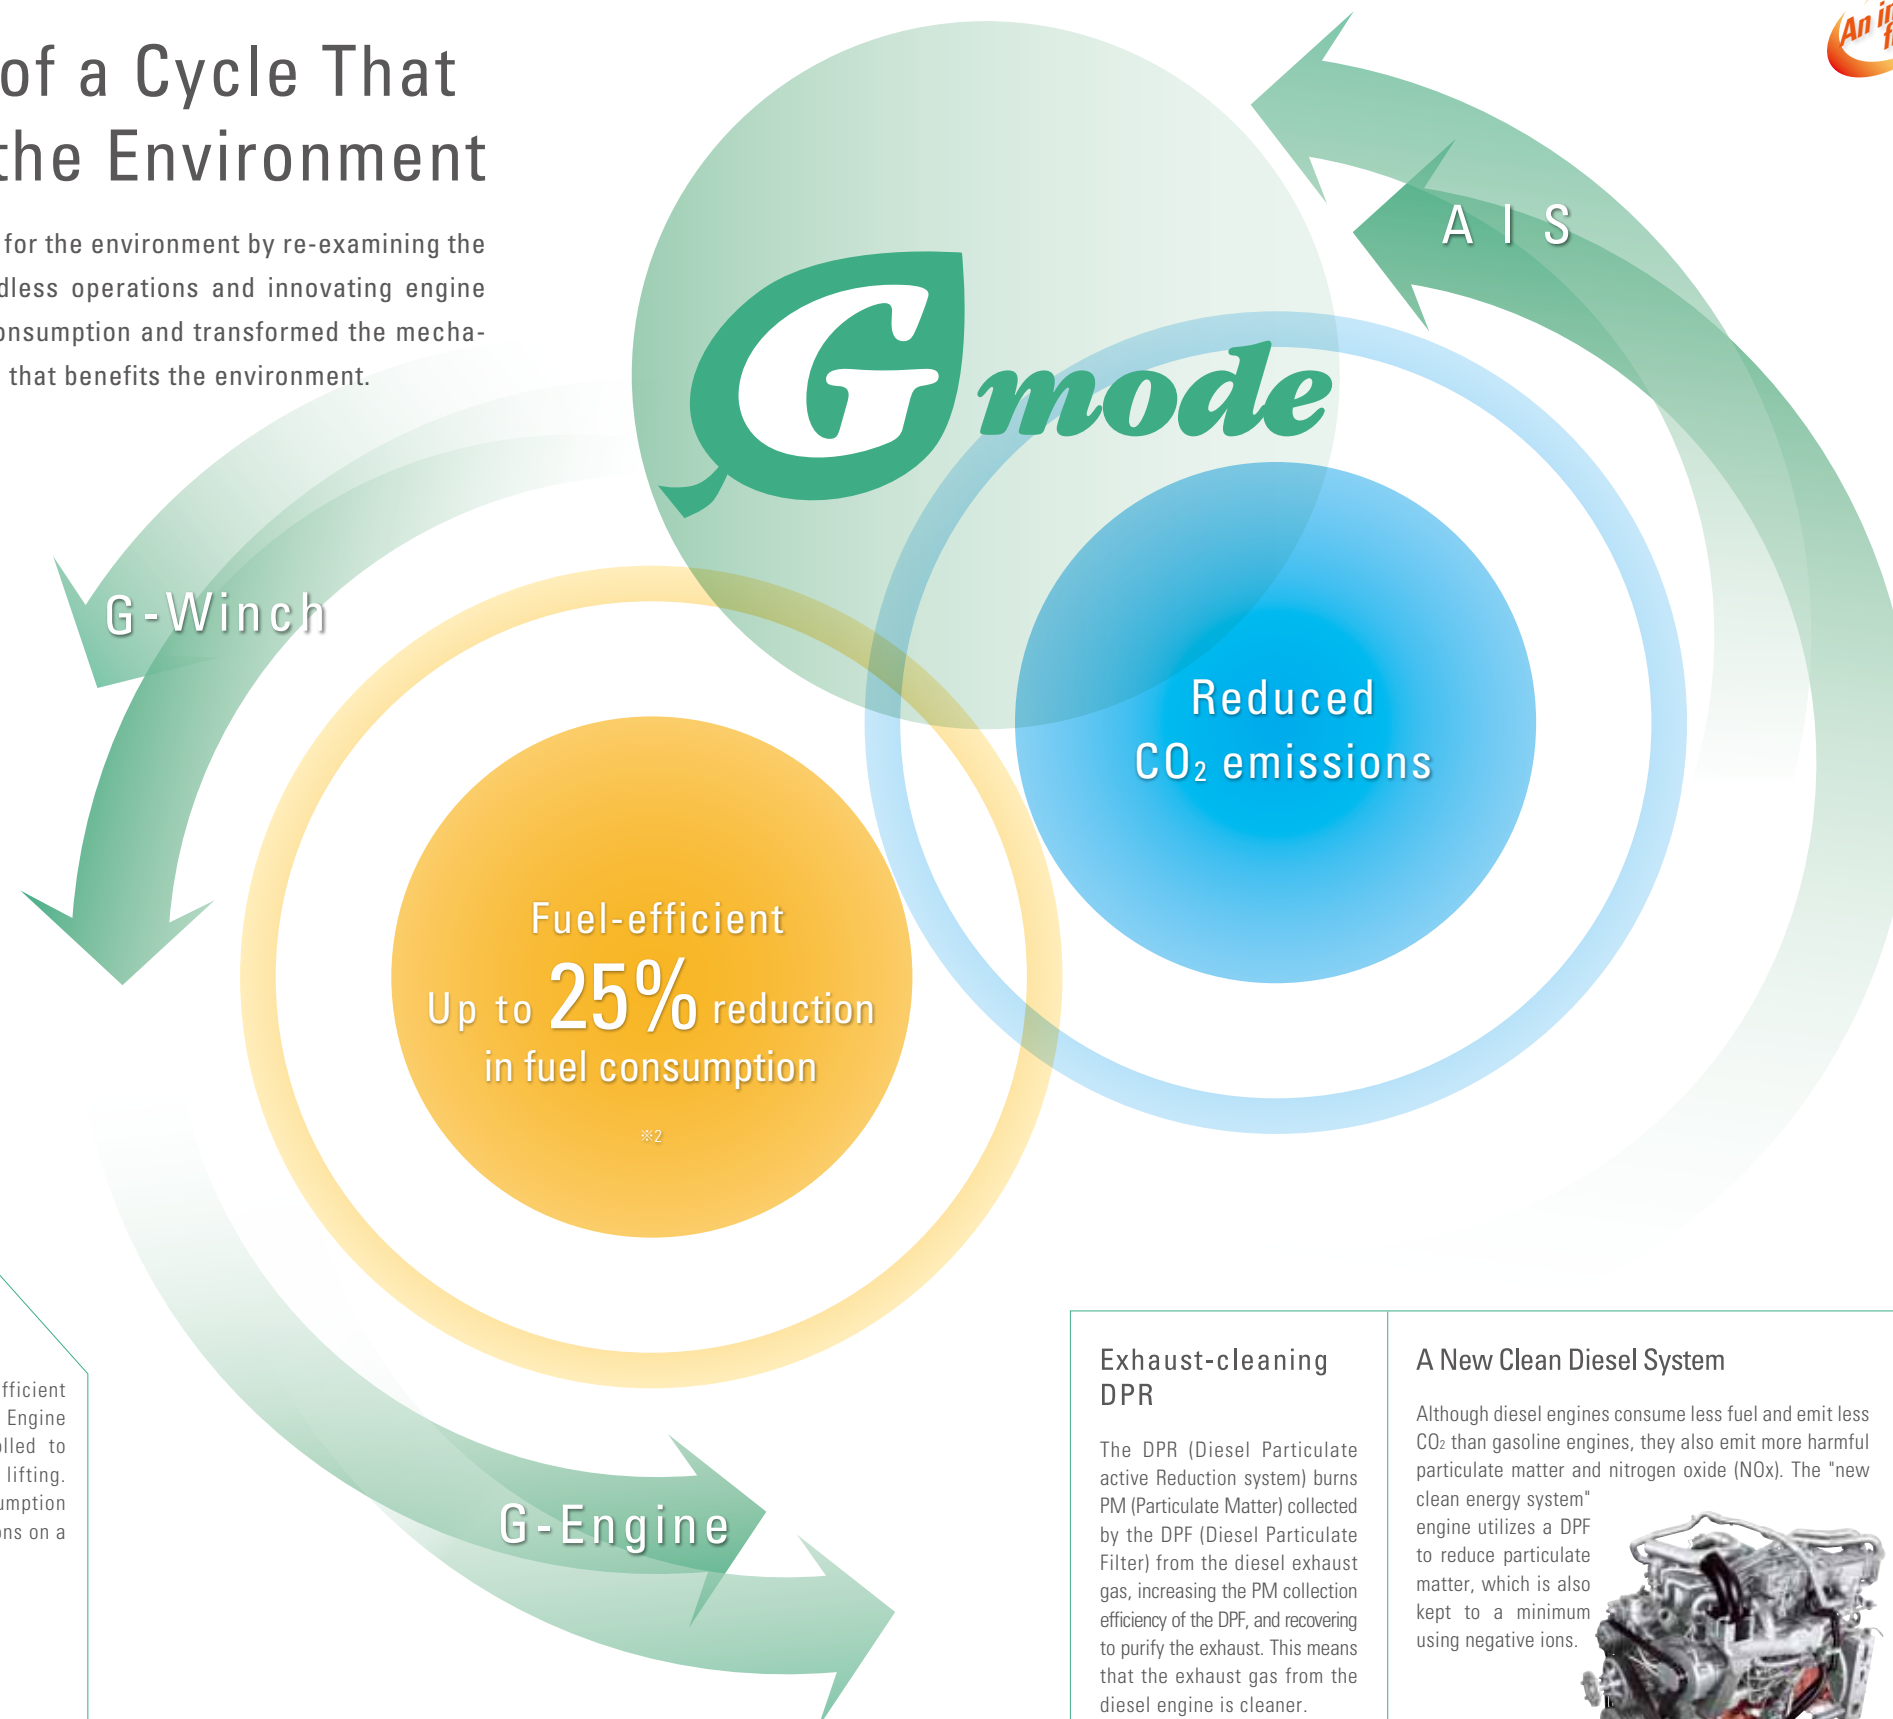 of a Cycle That
the Environment
for the environment by re-examining the
dless operations and innovating engine
onsumption and transformed the mecha-
that benefits the environment.
An in
G mode
AIS
G-Winch
Reduced
CO₂ emissions
Fuel-efficient
Up to 25% reduction
in fuel consumption
※2
G-Engine
fficient
Engine
olled to
lifting.
umption
ons on a
Exhaust-cleaning
DPR
The DPR (Diesel Particulate
active Reduction system) burns
PM (Particulate Matter) collected
by the DPF (Diesel Particulate
Filter) from the diesel exhaust
gas, increasing the PM collection
efficiency of the DPF, and recovering
to purify the exhaust. This means
that the exhaust gas from the
diesel engine is cleaner.
A New Clean Diesel System
Although diesel engines consume less fuel and emit less
CO₂ than gasoline engines, they also emit more harmful
particulate matter and nitrogen oxide (NOx). The "new
clean energy system"
engine utilizes a DPF
to reduce particulate
matter, which is also
kept to a minimum
using negative ions.